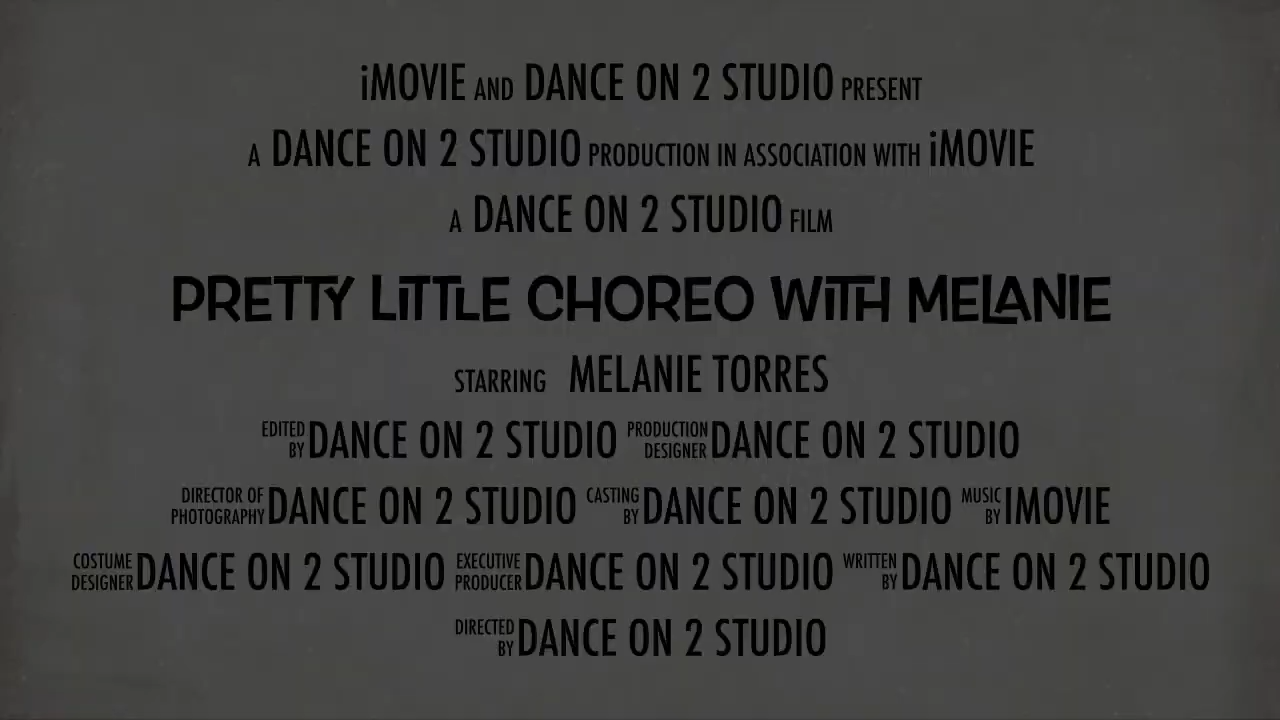 iMOVIE AND DANCE ON 2 STUDIO PRESENT
A DANCE ON 2 STUDIO PRODUCTION IN ASSOCIATION WITH iMOVIE
A DANCE ON 2 STUDIO FILM
PRETTY LiTTLE CHOREO WiTH MELANIE
STARRING MELANIE TORRES
EDITED BY DANCE ON 2 STUDIO PRODUCTION DESIGNER DANCE ON 2 STUDIO
DIRECTOR OF PHOTOGRAPHY DANCE ON 2 STUDIO CASTING BY DANCE ON 2 STUDIO MUSIC BY IMOVIE
COSTUME DESIGNER DANCE ON 2 STUDIO EXECUTIVE PRODUCER DANCE ON 2 STUDIO WRITTEN BY DANCE ON 2 STUDIO
DIRECTED BY DANCE ON 2 STUDIO